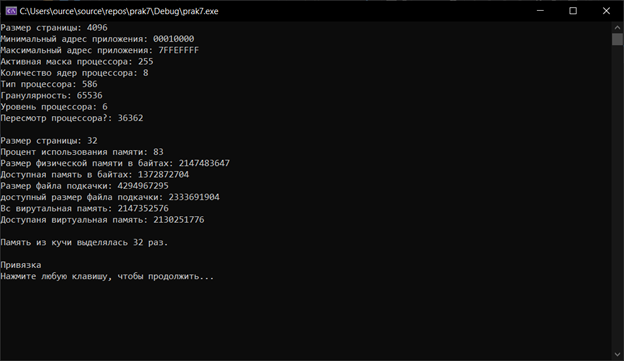 C:\Users\ource\source\repos\prak7\Debug\prak7.exe
Размер страницы: 4096
Минимальный адрес приложения: 00010000
Максимальный адрес приложения: 7FFEFFFF
Активная маска процессора: 255
Количество ядер процессора: 8
Тип процессора: 586
Гранулярность: 65536
Уровень процессора: 6
Пересмотр процессора?: 36362
Размер страницы: 32
Процент использования памяти: 83
Размер физической памяти в байтах: 2147483647
Доступная память в байтах: 1372872704
Размер файла подкачки: 4294967295
доступный размер файла подкачки: 2333691904
Вс вирутальная память: 2147352576
Доступаня виртуальная память: 2130251776
Память из кучи выделялась 32 раз.
Привязка
Нажмите любую клавишу, чтобы продолжить...